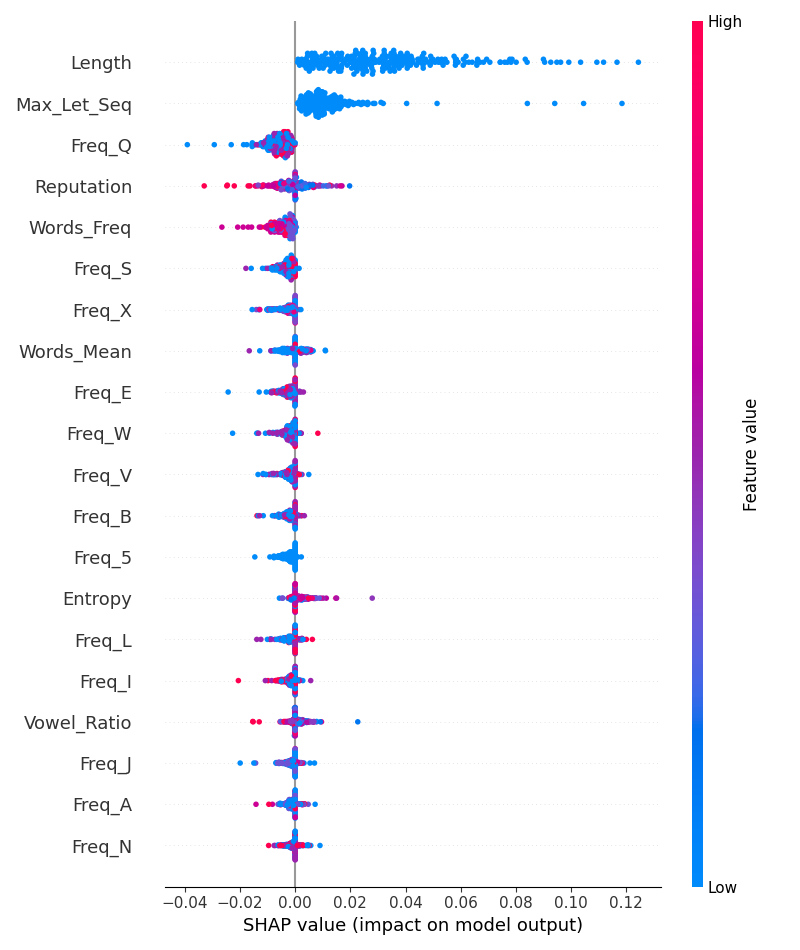 High
Length
Max_Let_Seq
Freq_Q
Reputation
Words_Freq
Freq_S
Freq_X
Words_Mean
Freq_E
Freq_W
Freq_V
Freq_B
Freq_5
Entropy
Freq_L
Freq_I
Vowel_Ratio
Freq_J
Freq_A
Freq_N
Feature value
Low
−0.04 −0.02 0.00 0.02 0.04 0.06 0.08 0.10 0.12
SHAP value (impact on model output)